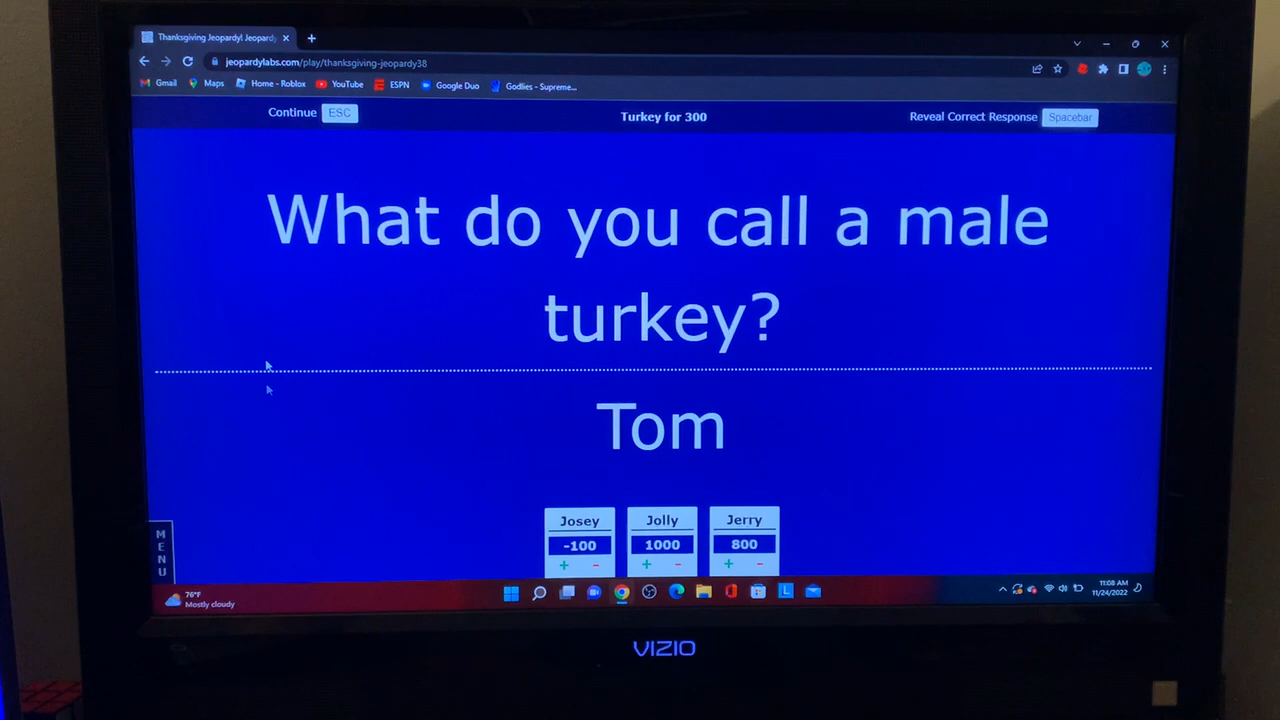 Thanksgiving Jeopardy! Jeopardy
jeopardylabs.com/play/thanksgiving-jeopardy38
Gmail Maps Home - Roblox YouTube ESPN Google Duo Godlies - Supreme...
Continue ESC Turkey for 300 Reveal Correct Response Spacebar
What do you call a male
turkey?
Tom
MENU
Josey Jolly Jerry
-100 1000 800
+ - + - + -
76°F
Mostly cloudy
11:08 AM
11/24/2022
VIZIO